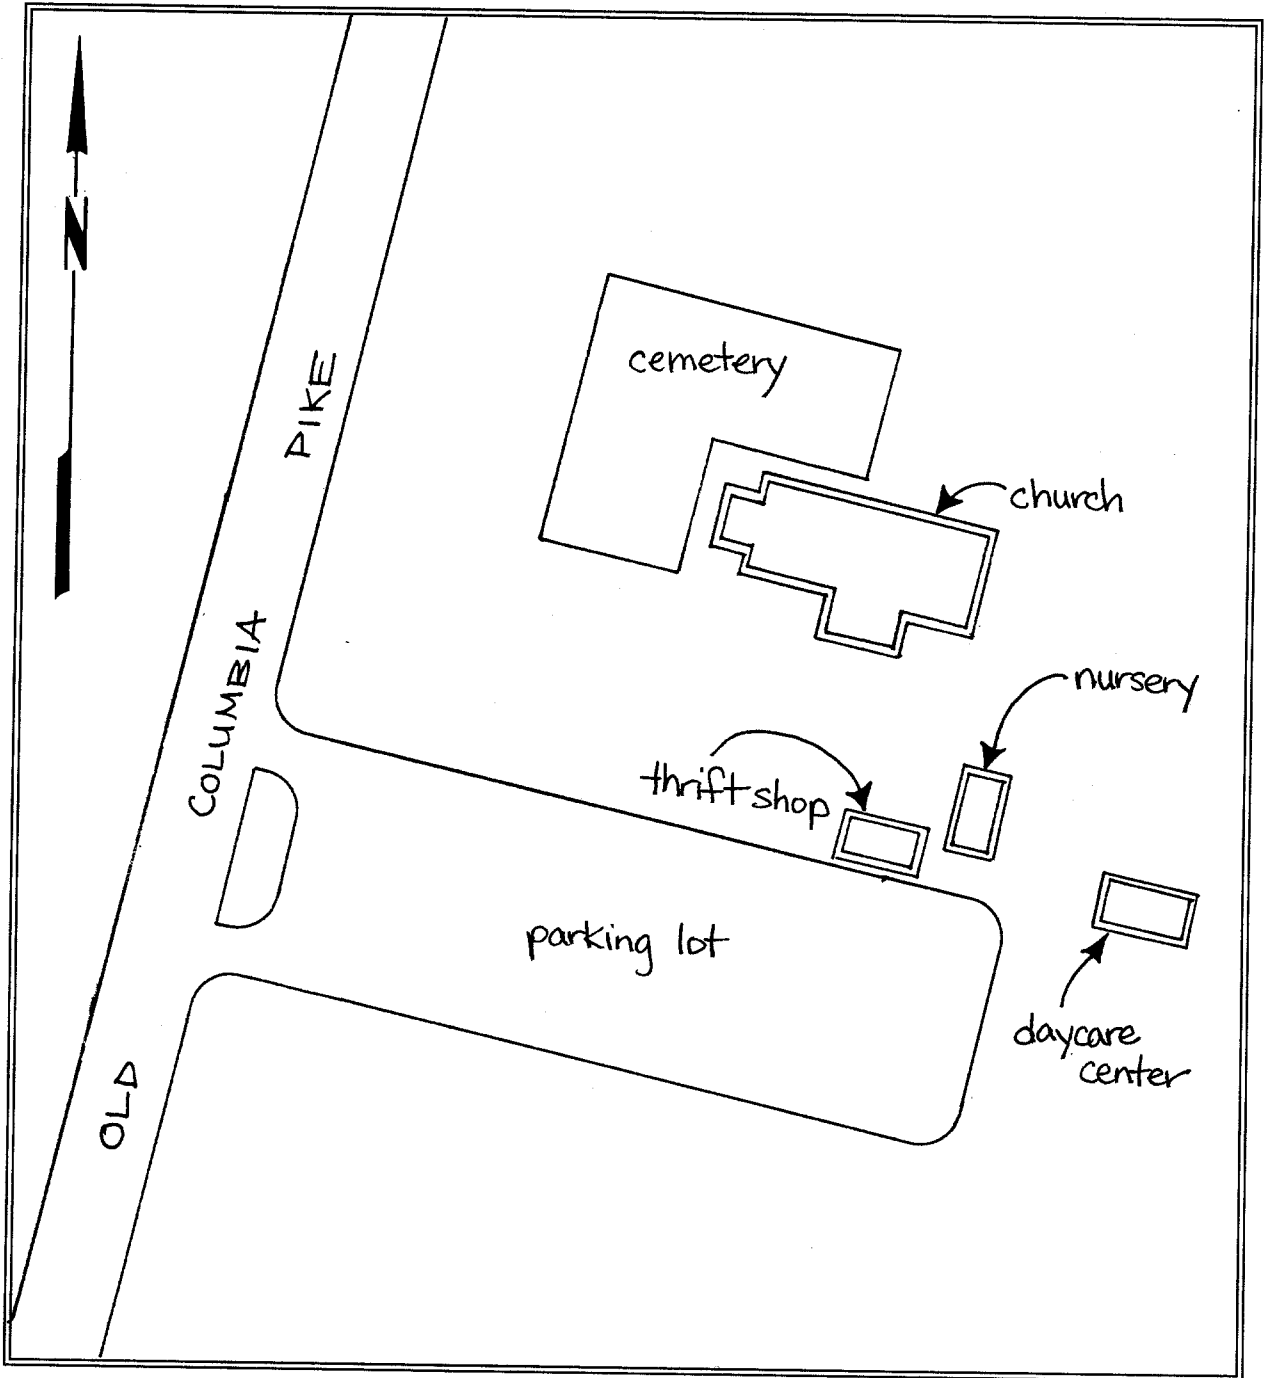 N
cemetery
PIKE
church
COLUMBIA
nursery
thrift shop
parking lot
daycare
center
OLD